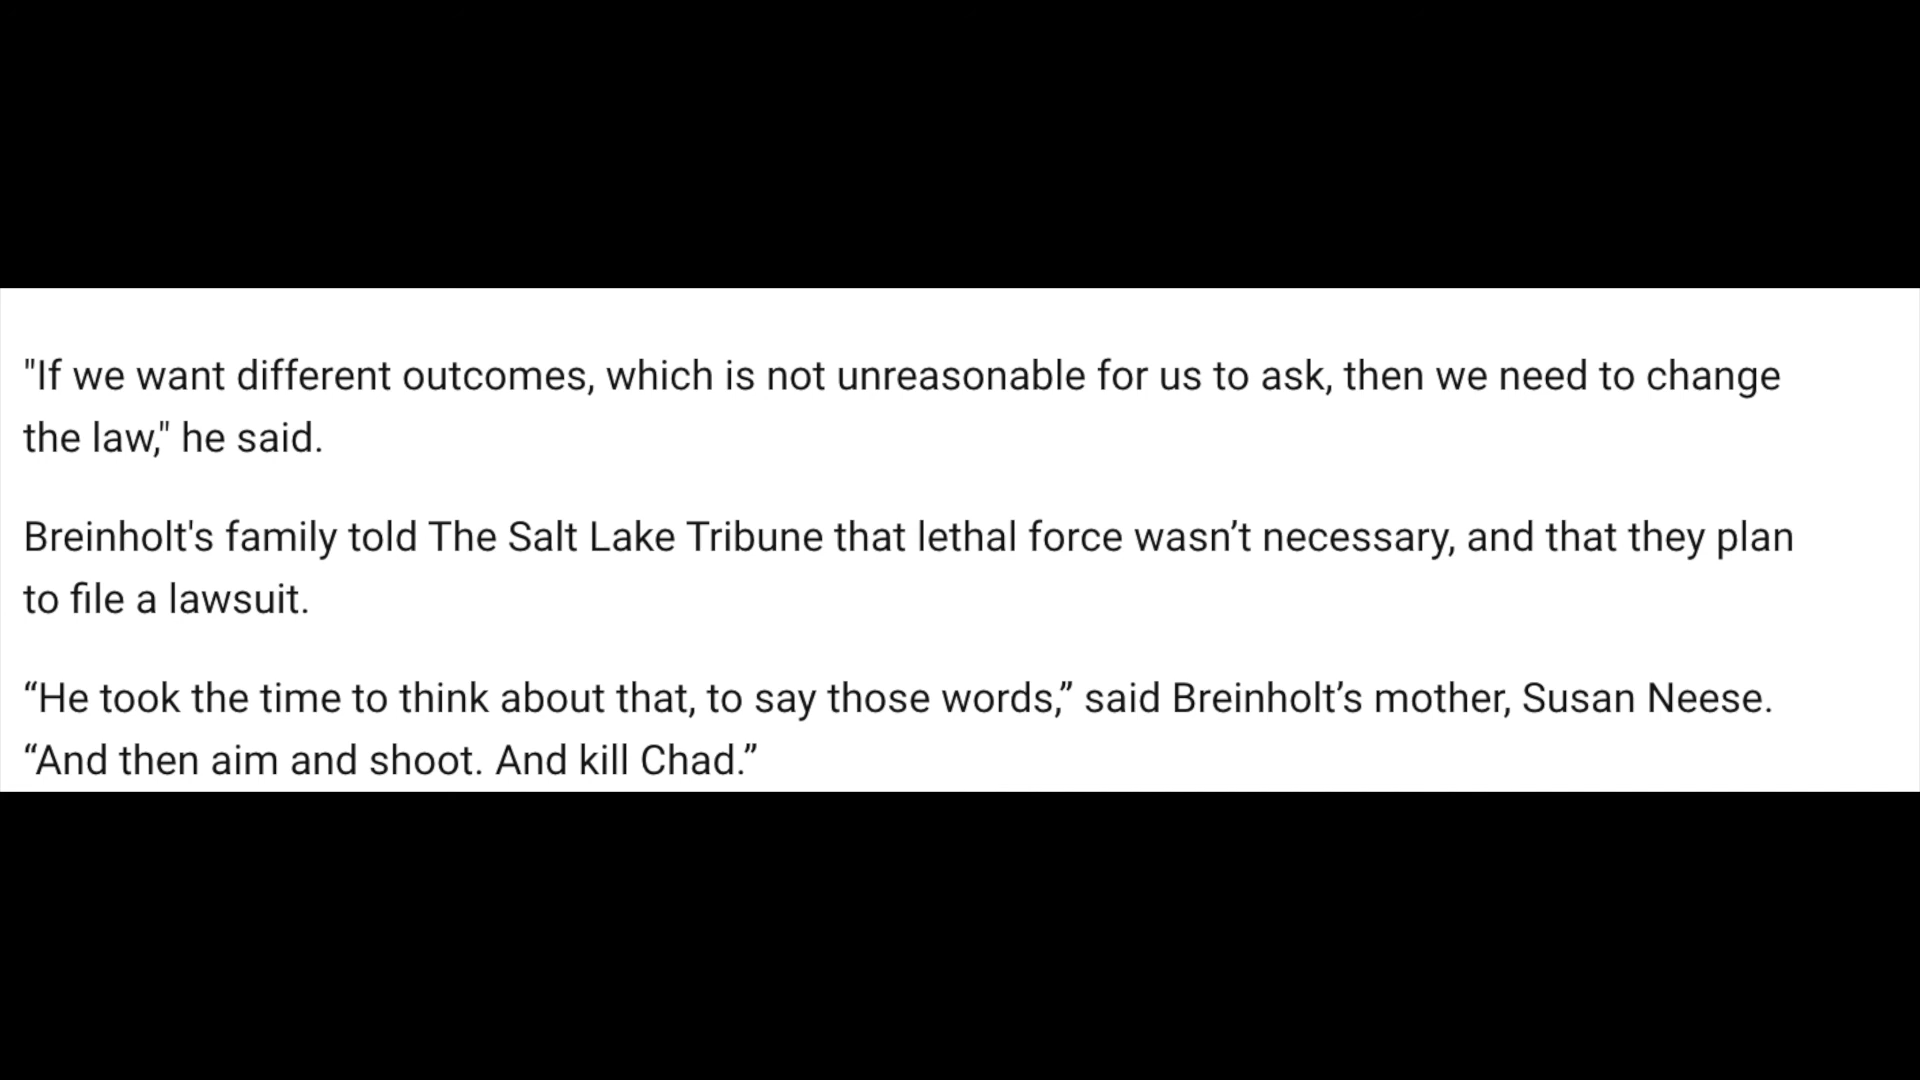 "If we want different outcomes, which is not unreasonable for us to ask, then we need to change
the law," he said.
Breinholt's family told The Salt Lake Tribune that lethal force wasn’t necessary, and that they plan
to file a lawsuit.
“He took the time to think about that, to say those words,” said Breinholt’s mother, Susan Neese.
“And then aim and shoot. And kill Chad.”